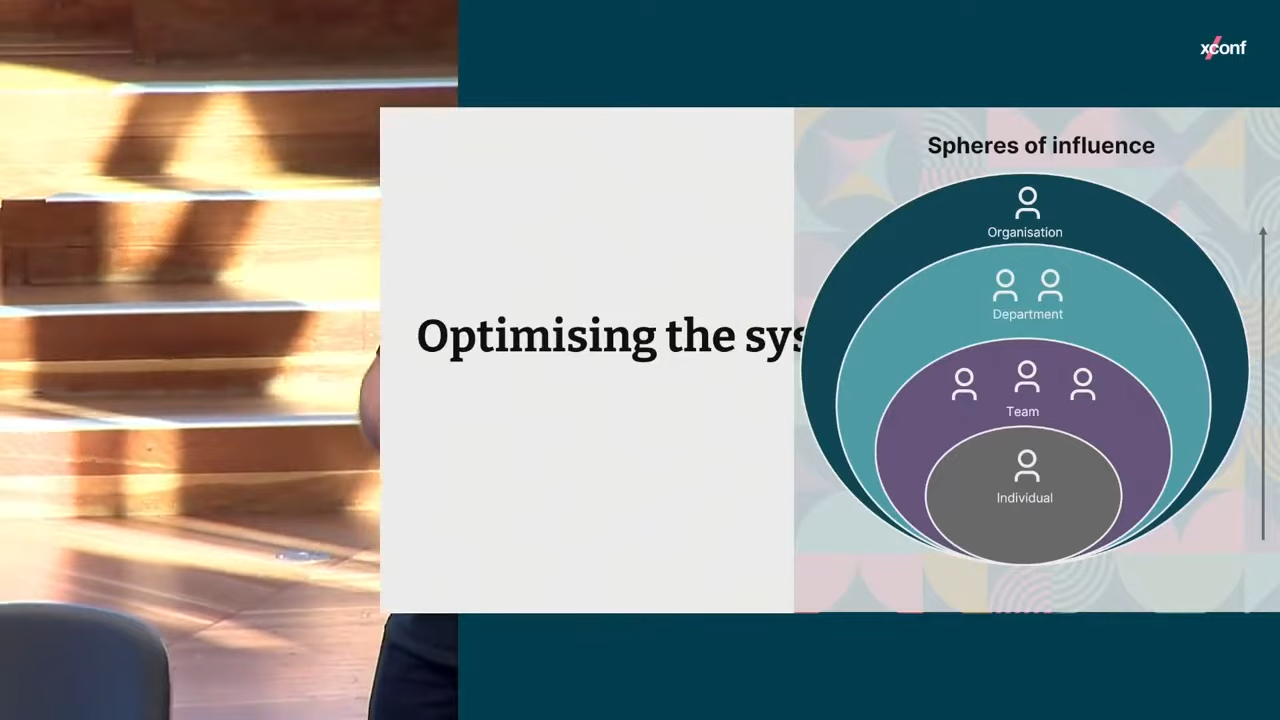 xconf
Optimising the sys
Spheres of influence
Organisation
Department
Team
Individual